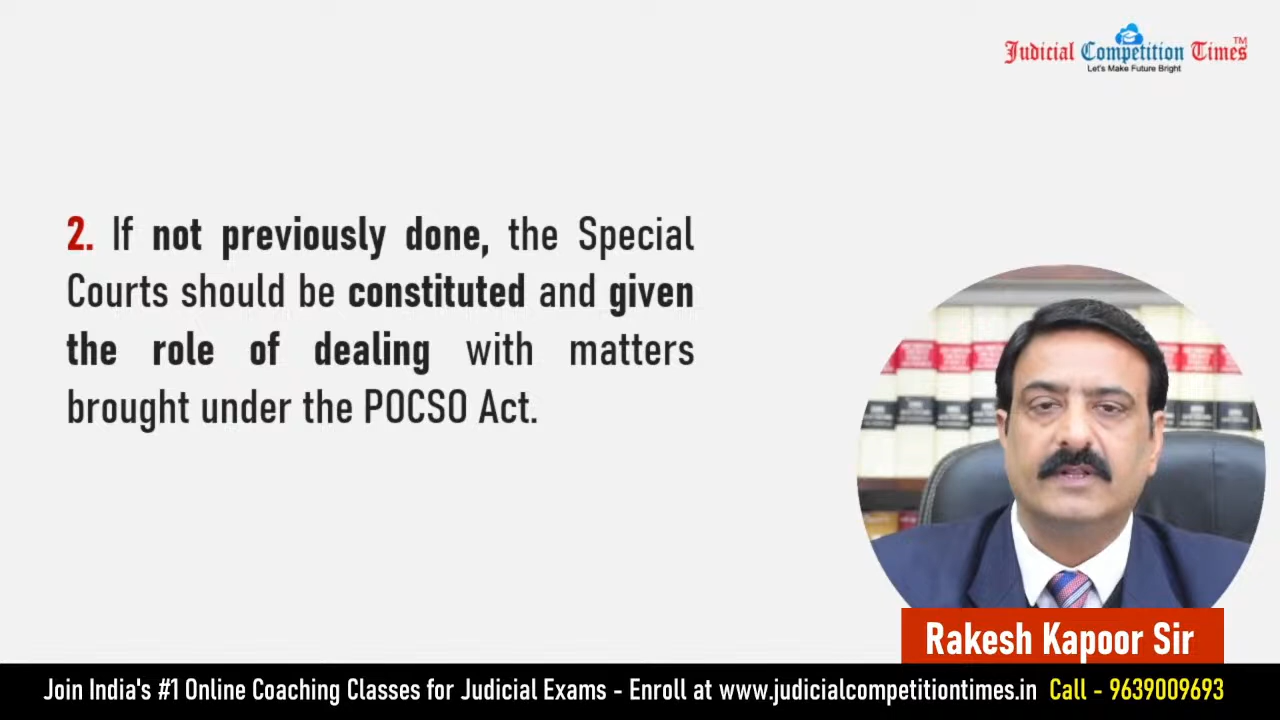 Judicial Competition Times™
Let's Make Future Bright
2. If not previously done, the Special
Courts should be constituted and given
the role of dealing with matters
brought under the POCSO Act.
Rakesh Kapoor Sir
Join India's #1 Online Coaching Classes for Judicial Exams - Enroll at www.judicialcompetitiontimes.in Call - 9639009693